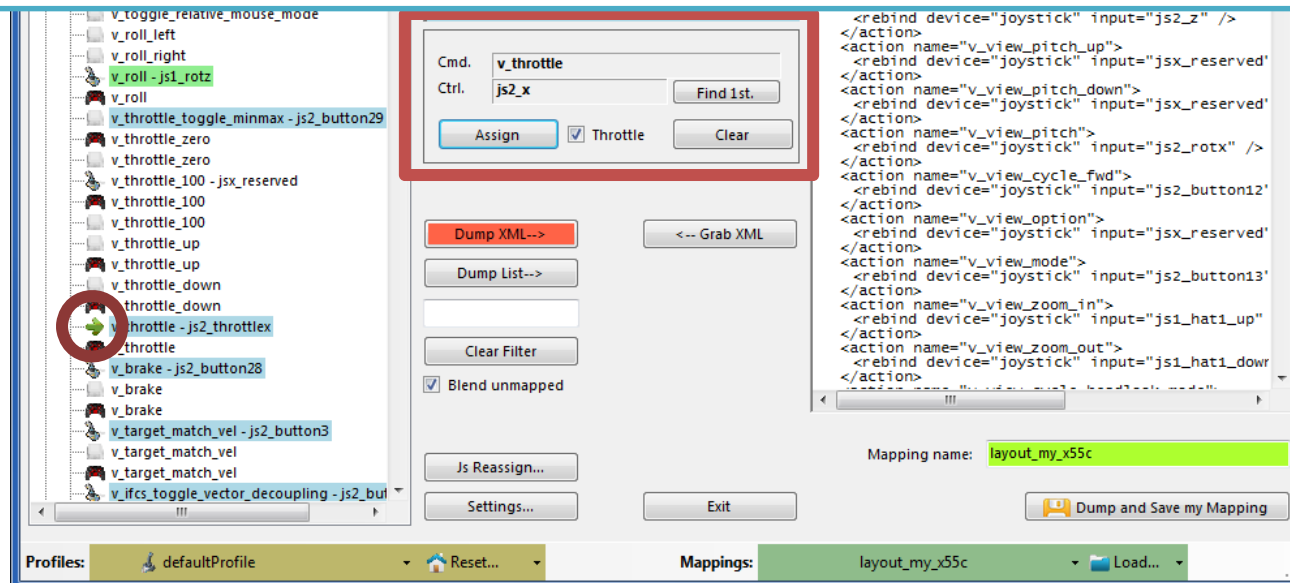 v_toggle_relative_mouse_mode
v_roll_left
v_roll_right
v_roll - js1_rotz
v_roll
v_throttle_toggle_minmax - js2_button29
v_throttle_zero
v_throttle_zero
v_throttle_100 - jsx_reserved
v_throttle_100
v_throttle_100
v_throttle_up
v_throttle_up
v_throttle_down
v_throttle_down
v_throttle - js2_throttlex
v_throttle
v_brake - js2_button28
v_brake
v_brake
v_target_match_vel - js2_button3
v_target_match_vel
v_target_match_vel
v_ifcs_toggle_vector_decoupling - js2_but
Cmd. v_throttle
Ctrl. js2_x Find 1st.
Assign Throttle Clear
Dump XML--> <-- Grab XML
Dump List-->
Clear Filter
Blend unmapped
Js Reassign...
Settings... Exit
<rebind device="joystick" input="js2_z" />
</action>
<action name="v_view_pitch_up">
<rebind device="joystick" input="jsx_reserved"
</action>
<action name="v_view_pitch_down">
<rebind device="joystick" input="jsx_reserved"
</action>
<action name="v_view_pitch">
<rebind device="joystick" input="js2_rotx" />
</action>
<action name="v_view_cycle_fwd">
<rebind device="joystick" input="js2_button12"
</action>
<action name="v_view_option">
<rebind device="joystick" input="jsx_reserved"
</action>
<action name="v_view_mode">
<rebind device="joystick" input="js2_button13"
</action>
<action name="v_view_zoom_in">
<rebind device="joystick" input="js1_hat1_up"
</action>
<action name="v_view_zoom_out">
<rebind device="joystick" input="js1_hat1_dowr
</action>
Mapping name: layout_my_x55c
Dump and Save my Mapping
Profiles: defaultProfile Reset... Mappings: layout_my_x55c Load...